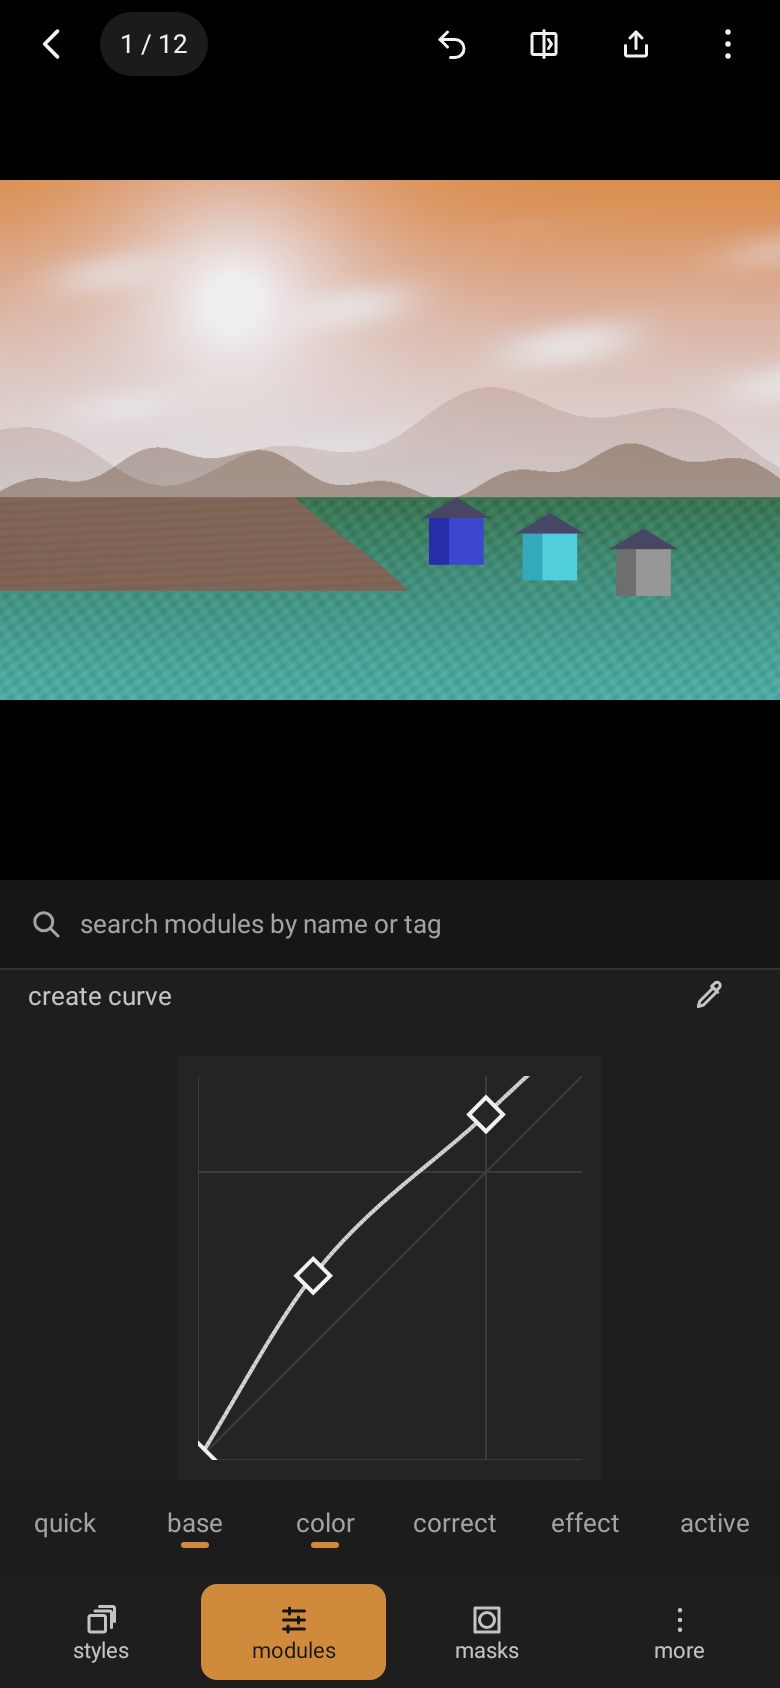 1 / 12
search modules by name or tag
create curve
quick base color correct effect active
styles modules masks more